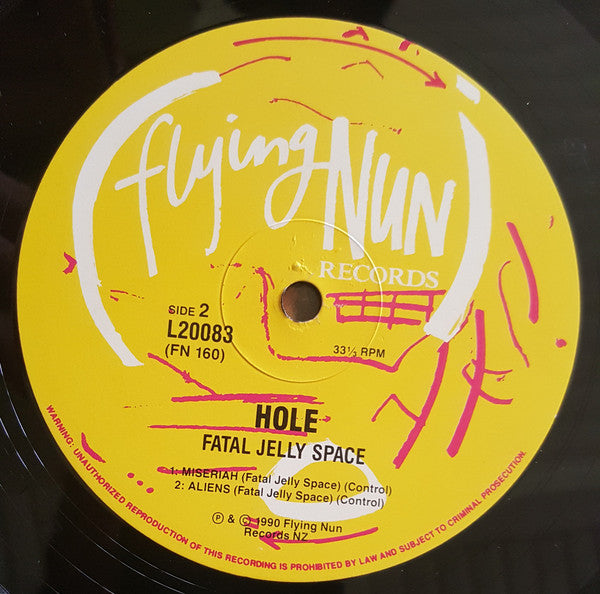 flying NUN
RECORDS
SIDE 2
L20083
(FN 160)
33⅓ RPM
HOLE
FATAL JELLY SPACE
1: MISERIAH (Fatal Jelly Space) (Control)
2: ALIENS (Fatal Jelly Space) (Control)
℗ & © 1990 Flying Nun
Records NZ.
WARNING: UNAUTHORIZED REPRODUCTION OF THIS RECORDING IS PROHIBITED BY LAW AND SUBJECT TO CRIMINAL PROSECUTION.